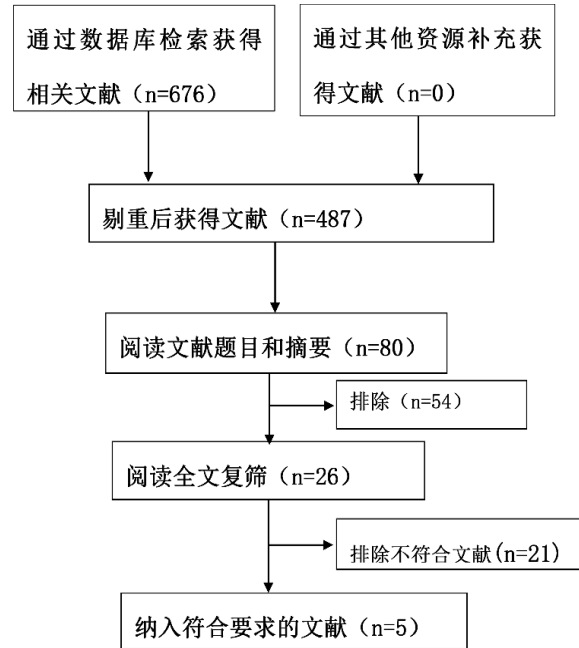 通过数据库检索获得
相关文献（n=676）
通过其他资源补充获
得文献（n=0）
剔重后获得文献（n=487）
阅读文献题目和摘要（n=80）
排除（n=54）
阅读全文复筛（n=26）
排除不符合文献(n=21)
纳入符合要求的文献（n=5）